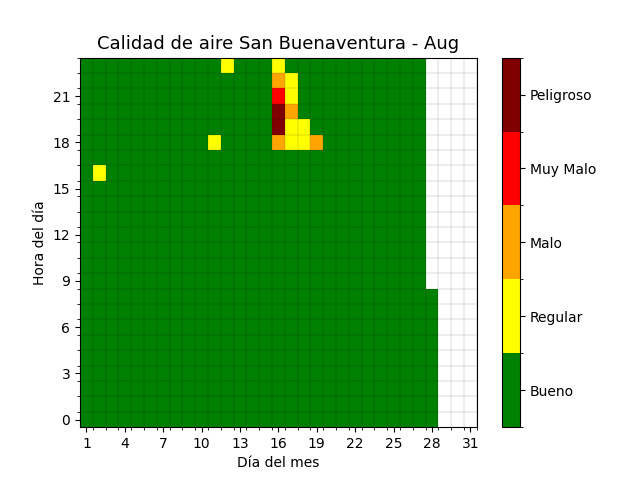 Calidad de aire San Buenaventura - Aug
Hora del día
21
18
15
12
9
6
3
0
1 4 7 10 13 16 19 22 25 28 31
Día del mes
Peligroso
Muy Malo
Malo
Regular
Bueno